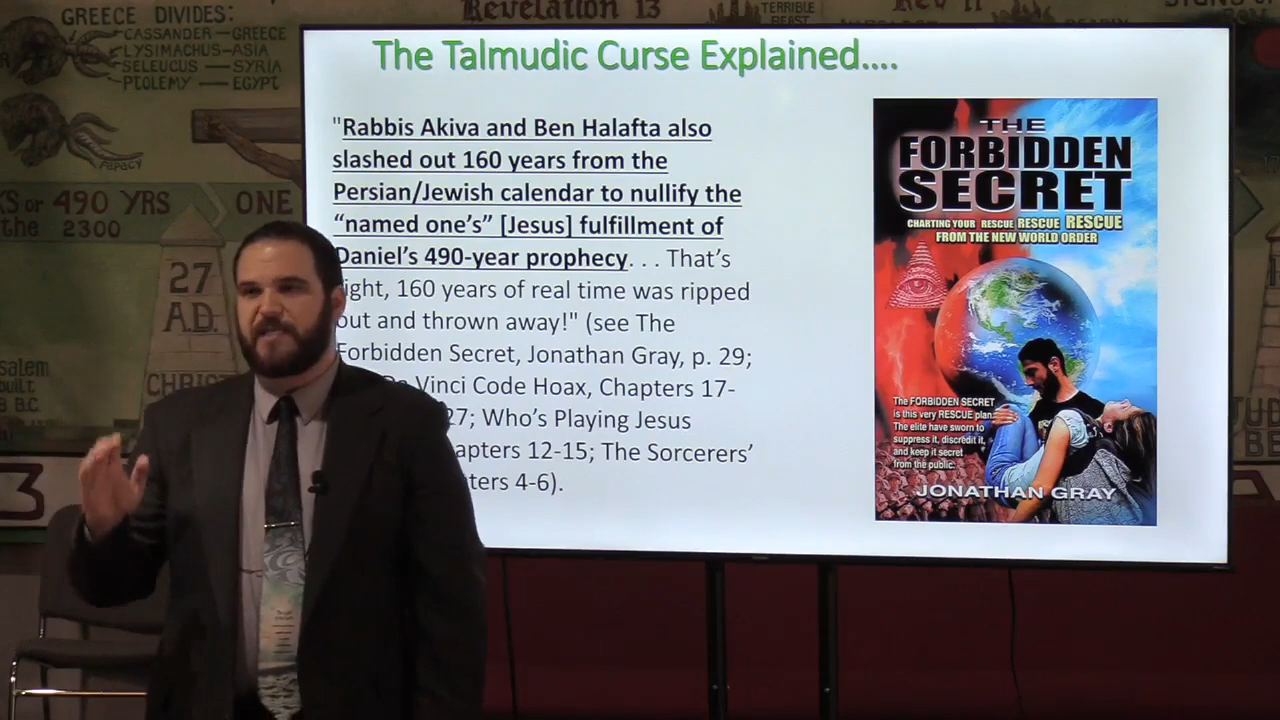 GREECE DIVIDES:
CASSANDER — GREECE
LYSIMACHUS — ASIA
SELEUCUS — SYRIA
PTOLEMY — EGYPT
PAPACY
Revelation 13
TERRIBLE
BEAST
Rev 11
or 490 YRS
the 2300
ONE
27
A.D.
CHRIST
B.C.
3
The Talmudic Curse Explained....
"Rabbis Akiva and Ben Halafta also
slashed out 160 years from the
Persian/Jewish calendar to nullify the
“named one’s” [Jesus] fulfillment of
Daniel’s 490-year prophecy. . . That’s
ight, 160 years of real time was ripped
out and thrown away!" (see The
Forbidden Secret, Jonathan Gray, p. 29;
Da Vinci Code Hoax, Chapters 17-
27; Who’s Playing Jesus
apters 12-15; The Sorcerers’
ters 4-6).
THE
FORBIDDEN
SECRET
CHARTING YOUR RESCUE RESCUE RESCUE
FROM THE NEW WORLD ORDER
The FORBIDDEN SECRET
is this very RESCUE plan.
The elite have sworn to
suppress it, discredit it,
and keep it secret
from the public.
JONATHAN GRAY